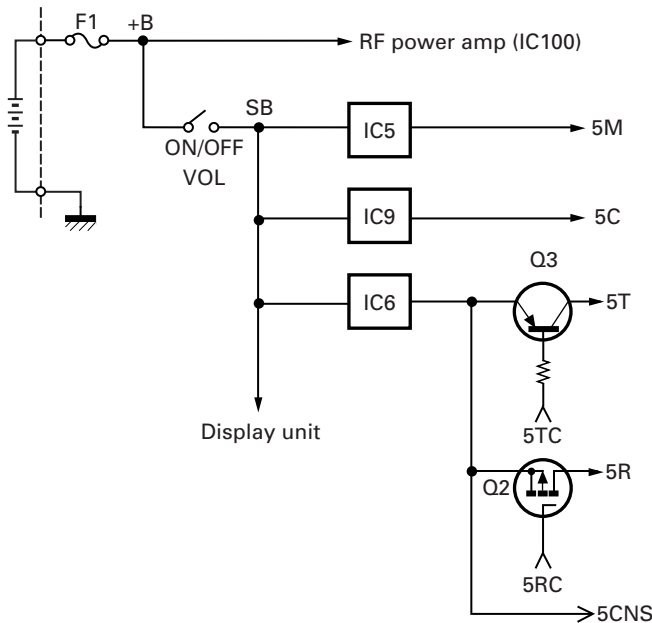 F1
+B
RF power amp (IC100)
SB
ON/OFF
VOL
IC5
5M
IC9
5C
Q3
IC6
5T
Display unit
5TC
Q2
5R
5RC
5CNS